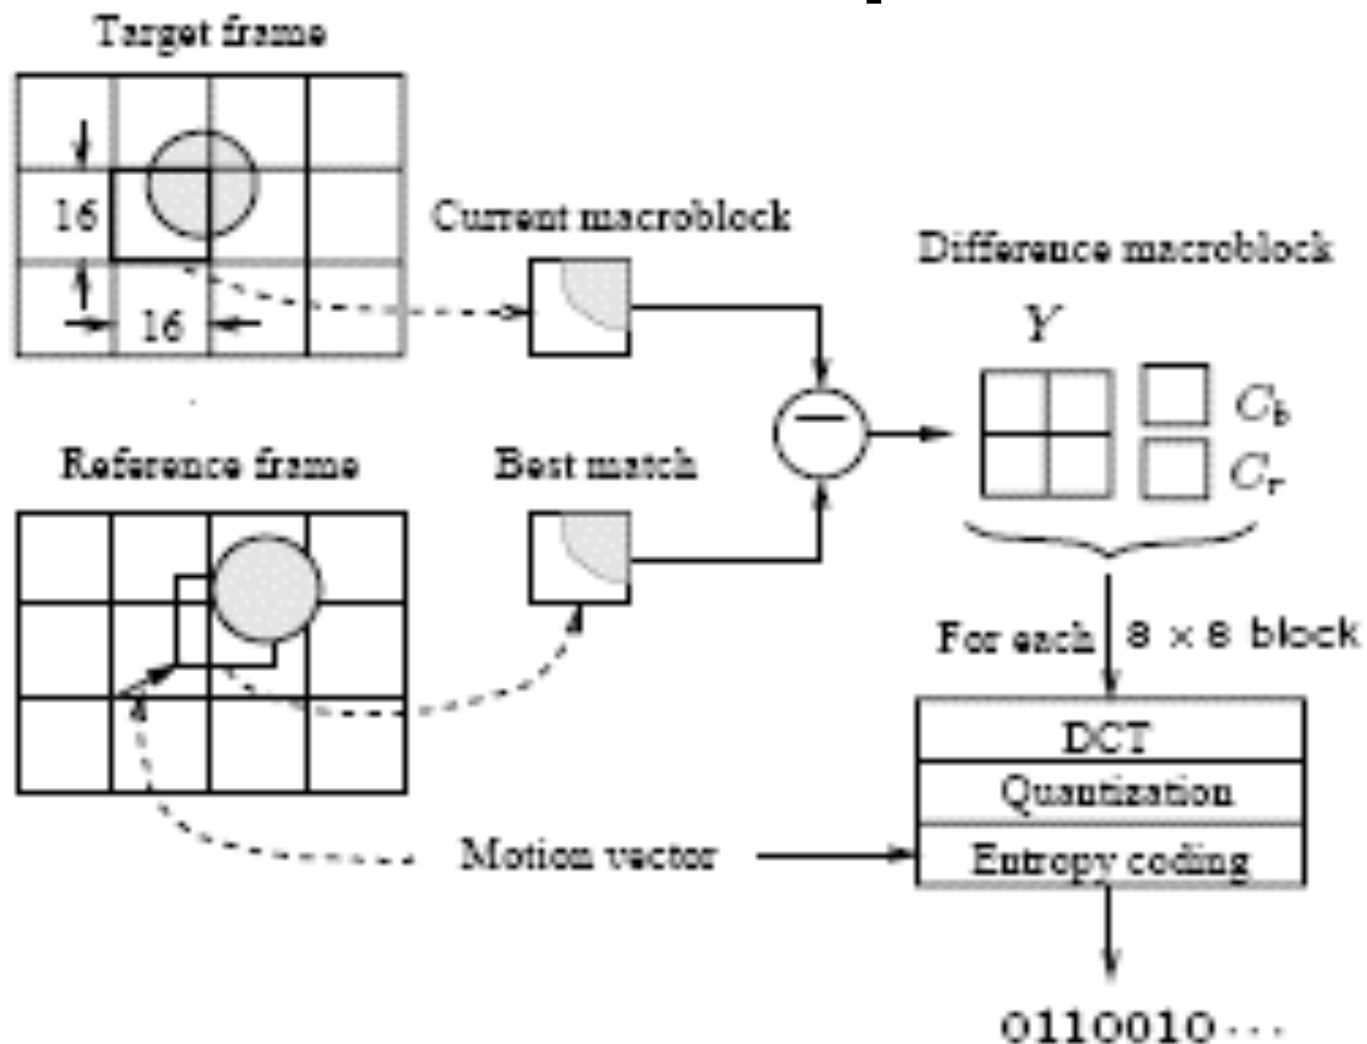 Target frame
16
16
Current macroblock
Difference macroblock
Y
C_b
C_r
Reference frame
Best match
For each 8 × 8 block
DCT
Quantization
Entropy coding
Motion vector
0110010···